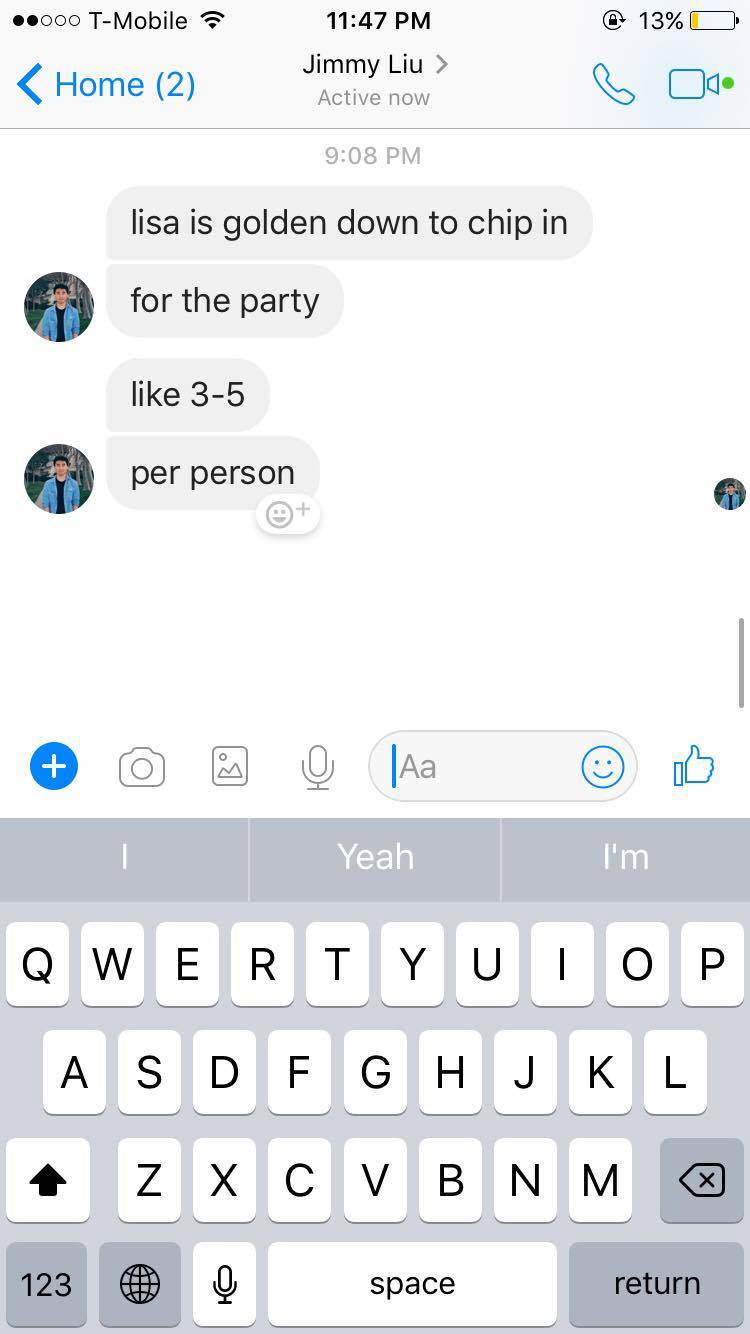 T-Mobile 11:47 PM 13%
Home (2) Jimmy Liu
Active now
9:08 PM
lisa is golden down to chip in
for the party
like 3-5
per person
Aa
I Yeah I'm
Q W E R T Y U I O P
A S D F G H J K L
Z X C V B N M
123 space return